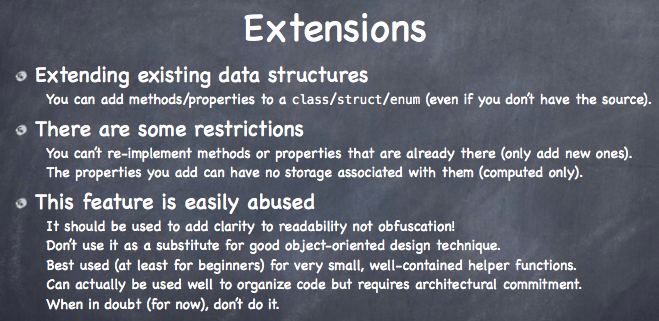 Extensions
Extending existing data structures
You can add methods/properties to a class/struct/enum (even if you don't have the source).
There are some restrictions
You can't re-implement methods or properties that are already there (only add new ones).
The properties you add can have no storage associated with them (computed only).
This feature is easily abused
It should be used to add clarity to readability not obfuscation!
Don't use it as a substitute for good object-oriented design technique.
Best used (at least for beginners) for very small, well-contained helper functions.
Can actually be used well to organize code but requires architectural commitment.
When in doubt (for now), don't do it.